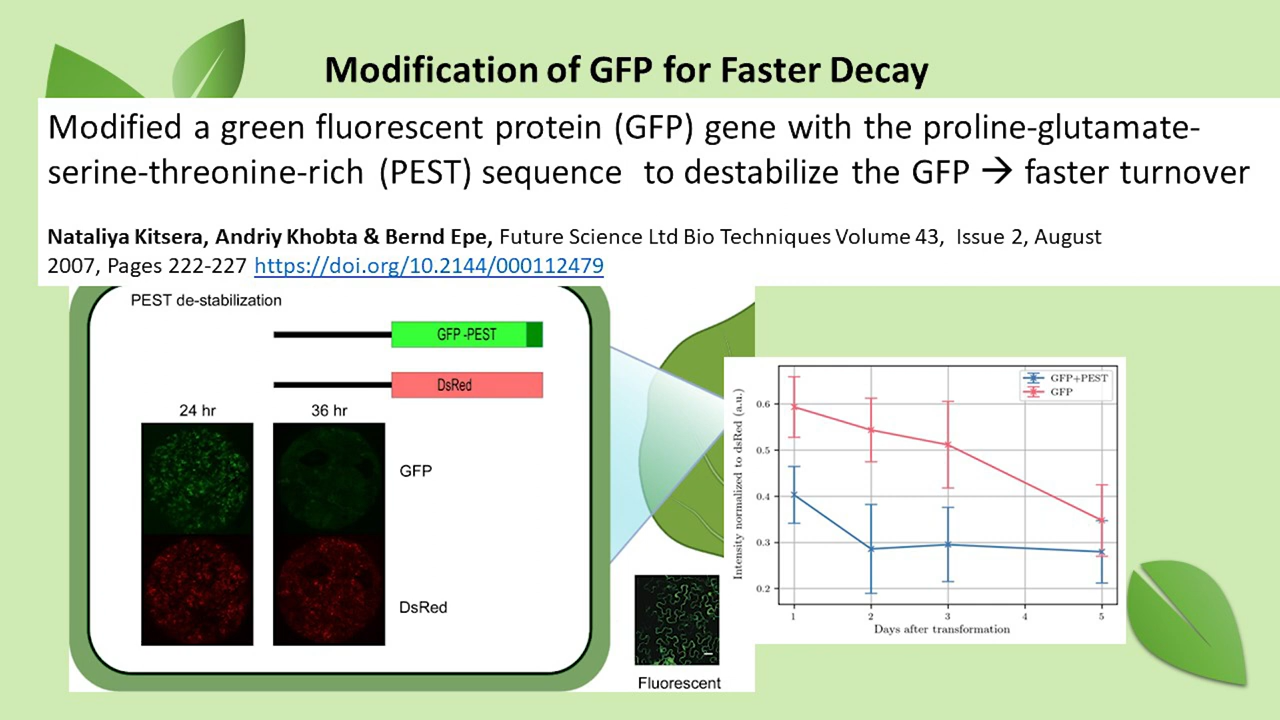 Modification of GFP for Faster Decay
Modified a green fluorescent protein (GFP) gene with the proline-glutamate-
serine-threonine-rich (PEST) sequence to destabilize the GFP → faster turnover
Nataliya Kitsera, Andriy Khobta & Bernd Epe, Future Science Ltd Bio Techniques Volume 43, Issue 2, August
2007, Pages 222-227 https://doi.org/10.2144/000112479
PEST de-stabilization
GFP -PEST
DsRed
24 hr
36 hr
GFP
DsRed
Fluorescent
GFP+PEST
GFP
Intensity normalized to dsRed (a.u.)
0.6
0.5
0.4
0.3
0.2
1 2 3 4 5
Days after transformation